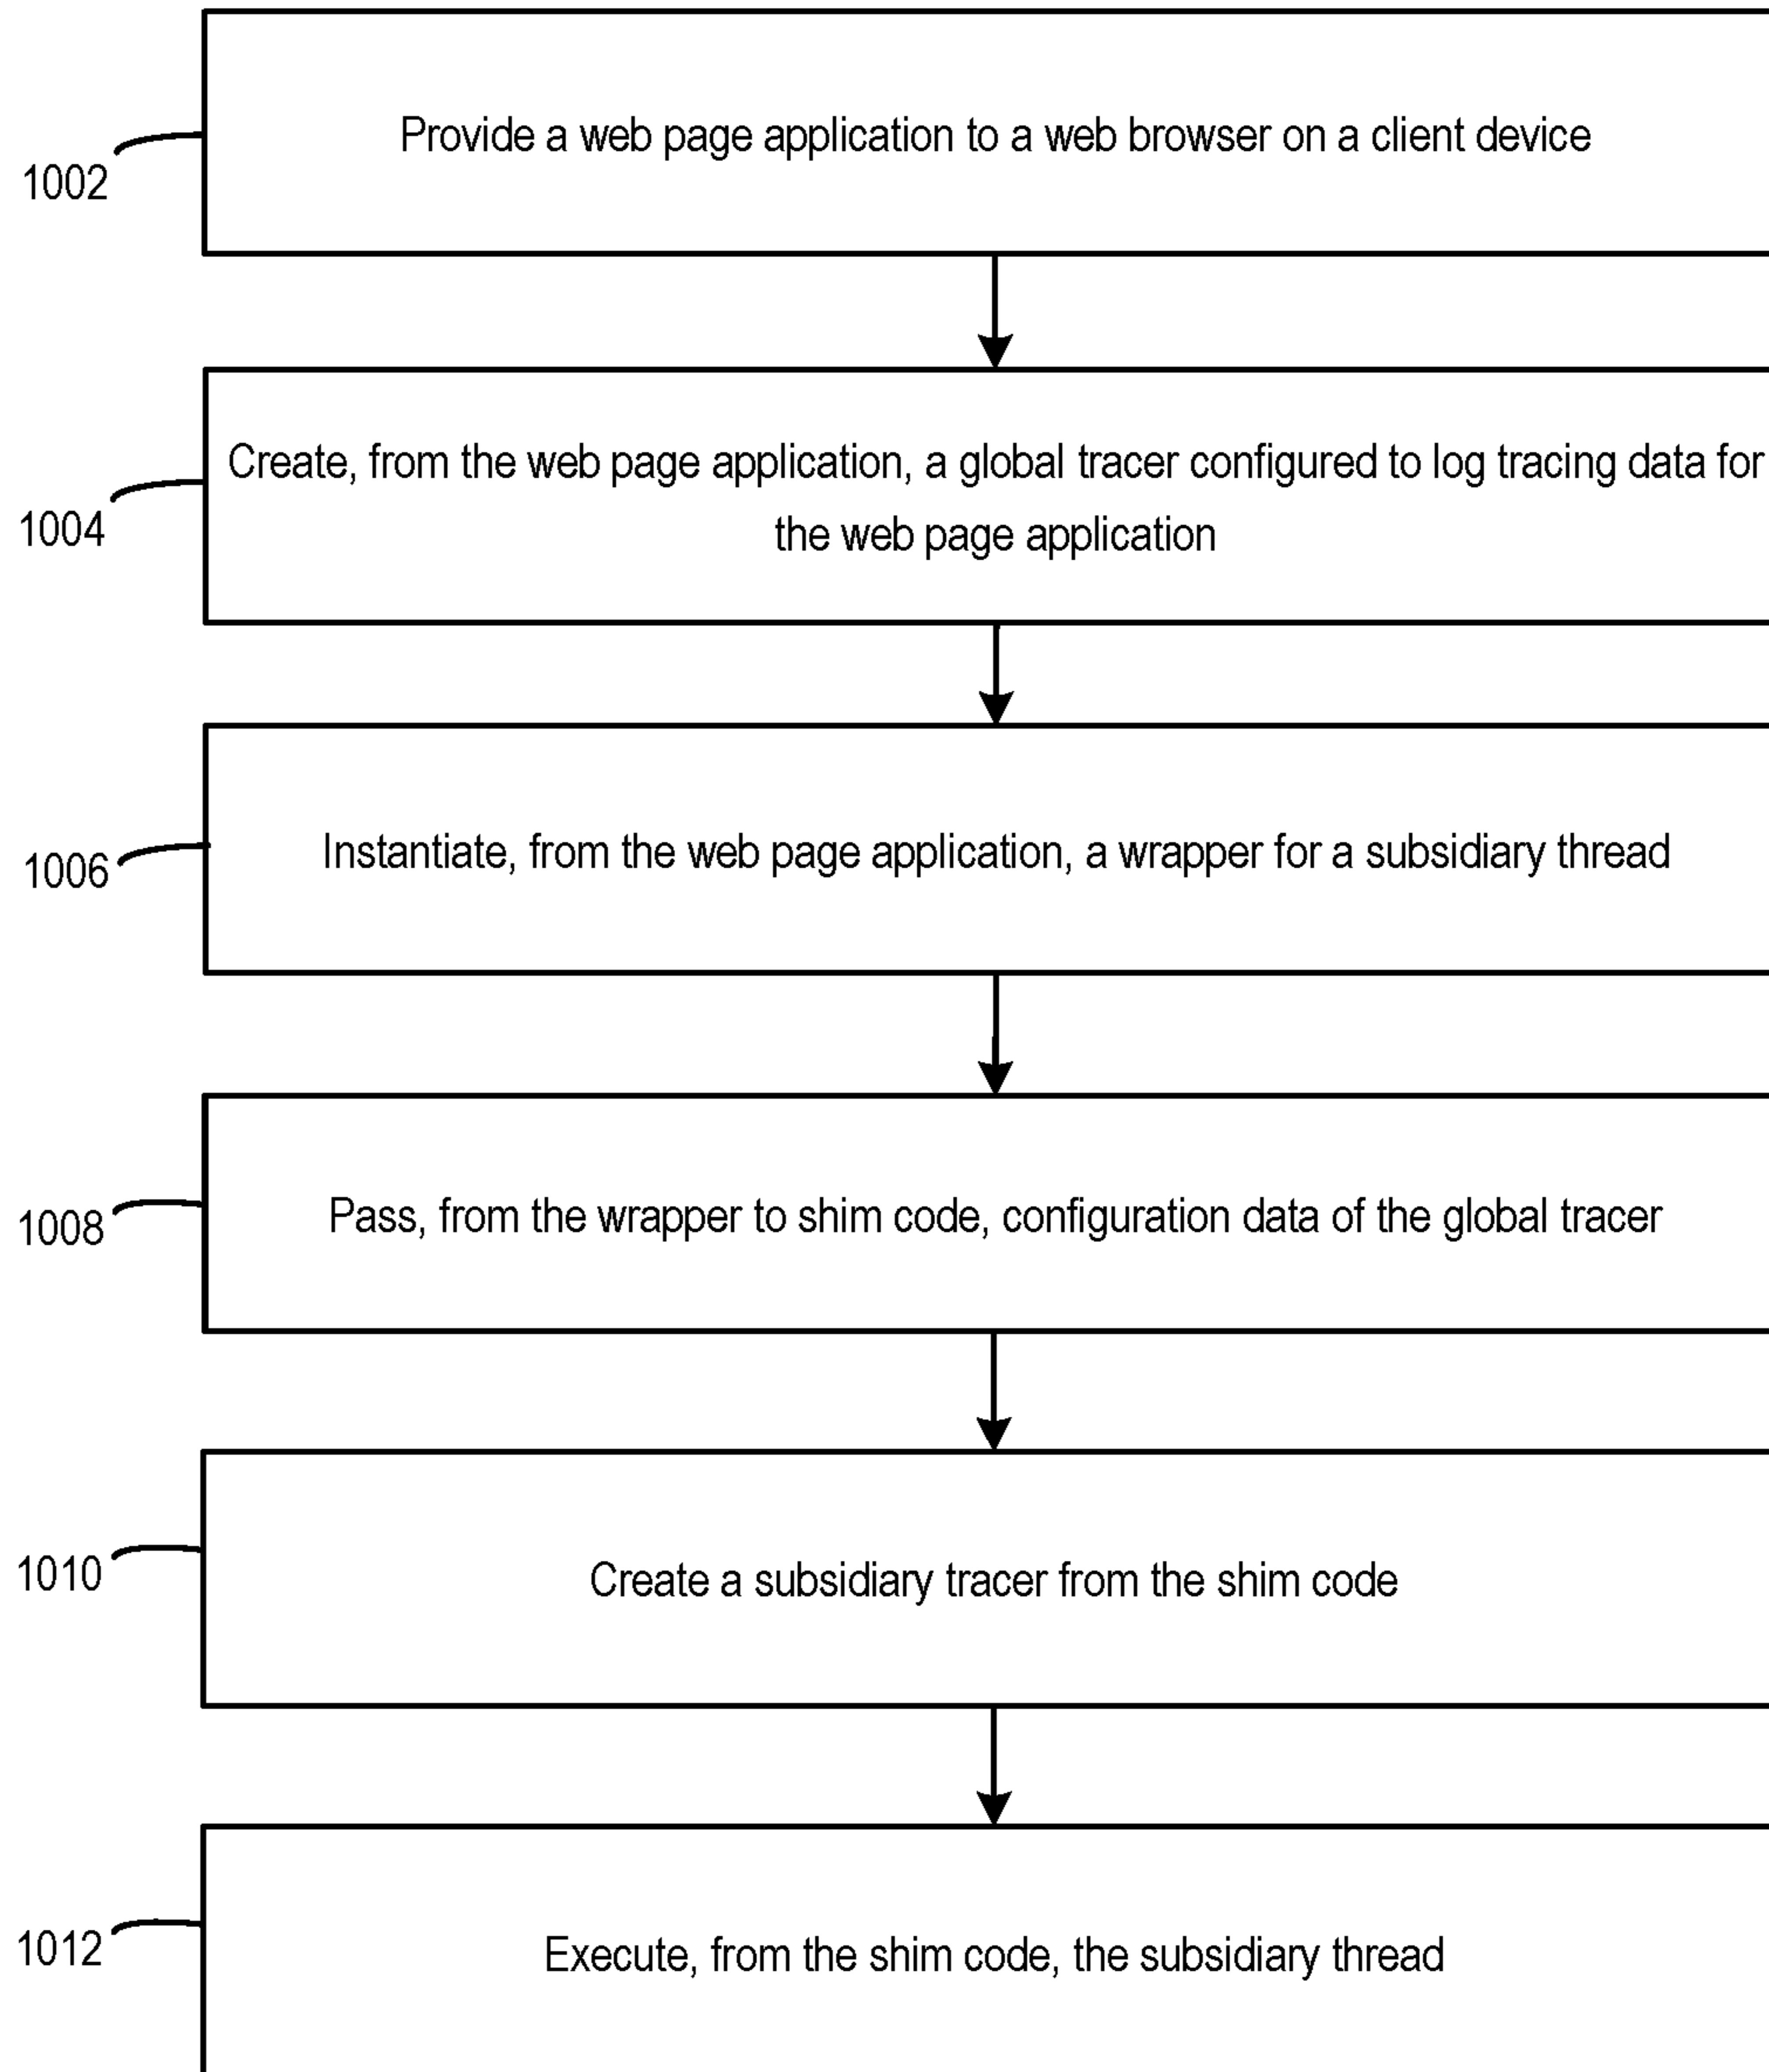 Provide a web page application to a web browser on a client device
1002
Create, from the web page application, a global tracer configured to log tracing data for
the web page application
1004
Instantiate, from the web page application, a wrapper for a subsidiary thread
1006
Pass, from the wrapper to shim code, configuration data of the global tracer
1008
Create a subsidiary tracer from the shim code
1010
Execute, from the shim code, the subsidiary thread
1012